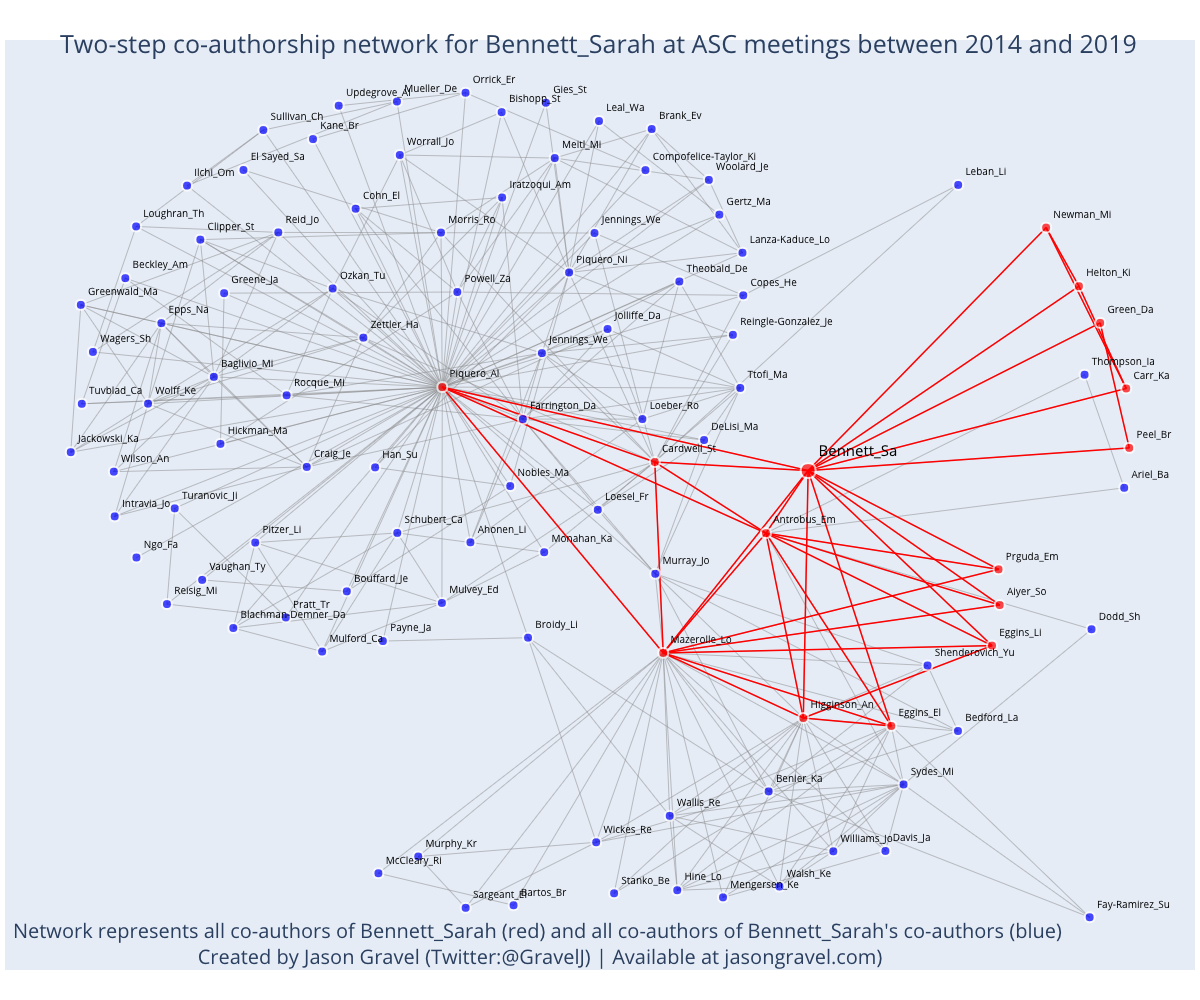 Two-step co-authorship network for Bennett_Sarah at ASC meetings between 2014 and 2019
Orrick_Er
Mueller_De
Updegrove_Al
Gies_St
Bishopp_St
Leal_Wa
Brank_Ev
Sullivan_Ch
Kane_Br
Worrall_Jo
Meitl_Mi
Compofelice-Taylor_Ki
El Sayed_Sa
Woolard_Je
Ilchi_Om
Leban_Li
Iratzoqui_Am
Cohn_El
Gertz_Ma
Loughran_Th
Newman_Mi
Clipper_St
Reid_Jo
Morris_Ro
Jennings_We
Lanza-Kaduce_Lo
Piquero_Ni
Beckley_Am
Theobald_De
Helton_Ki
Ozkan_Tu
Greene_Ja
Powell_Za
Copes_He
Greenwald_Ma
Epps_Na
Green_Da
Jolliffe_Da
Reingle-Gonzalez_Je
Zettler_Ha
Wagers_Sh
Jennings_We
Thompson_Ia
Baglivio_Mi
Piquero_Al
Carr_Ka
Ttofi_Ma
Rocque_Mi
Tuvblad_Ca
Wolff_Ke
Farrington_Da
Loeber_Ro
DeLisi_Ma
Hickman_Ma
Jackowski_Ka
Peel_Br
Cardwell_St
Bennett_Sa
Wilson_An
Craig_Je
Han_Su
Nobles_Ma
Ariel_Ba
Turanovic_Ji
Loesel_Fr
Intravia_Jo
Antrobus_Em
Schubert_Ca
Pitzer_Li
Ahonen_Li
Monahan_Ka
Ngo_Fa
Murray_Jo
Prguda_Em
Vaughan_Ty
Bouffard_Je
Reisig_Mi
Mulvey_Ed
Aiyer_So
Pratt_Tr
Blachman-Demner_Da
Dodd_Sh
Payne_Ja
Broidy_Li
Mulford_Ca
Mazerolle_Lo
Eggins_Li
Shenderovich_Yu
Higginson_An
Eggins_El
Bedford_La
Benier_Ka
Sydes_Mi
Wallis_Re
Wickes_Re
Williams_Jo
Davis_Ja
Murphy_Kr
McCleary_Ri
Stanko_Be
Hine_Lo
Mengersen_Ke
Walsh_Ke
Sargeant_El
Bartos_Br
Fay-Ramirez_Su
Network represents all co-authors of Bennett_Sarah (red) and all co-authors of Bennett_Sarah's co-authors (blue)
Created by Jason Gravel (Twitter:@GravelJ) | Available at jasongravel.com)